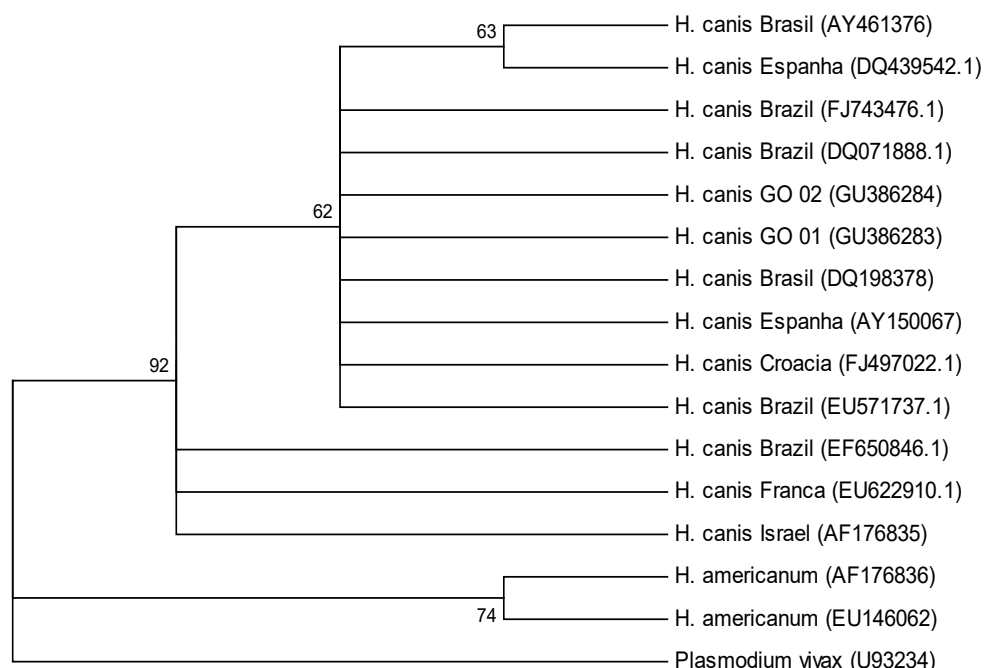 63
H. canis Brasil (AY461376)
H. canis Espanha (DQ439542.1)
H. canis Brazil (FJ743476.1)
H. canis Brazil (DQ071888.1)
H. canis GO 02 (GU386284)
62
H. canis GO 01 (GU386283)
H. canis Brasil (DQ198378)
H. canis Espanha (AY150067)
H. canis Croacia (FJ497022.1)
92
H. canis Brazil (EU571737.1)
H. canis Brazil (EF650846.1)
H. canis Franca (EU622910.1)
H. canis Israel (AF176835)
H. americanum (AF176836)
H. americanum (EU146062)
74
Plasmodium vivax (U93234)